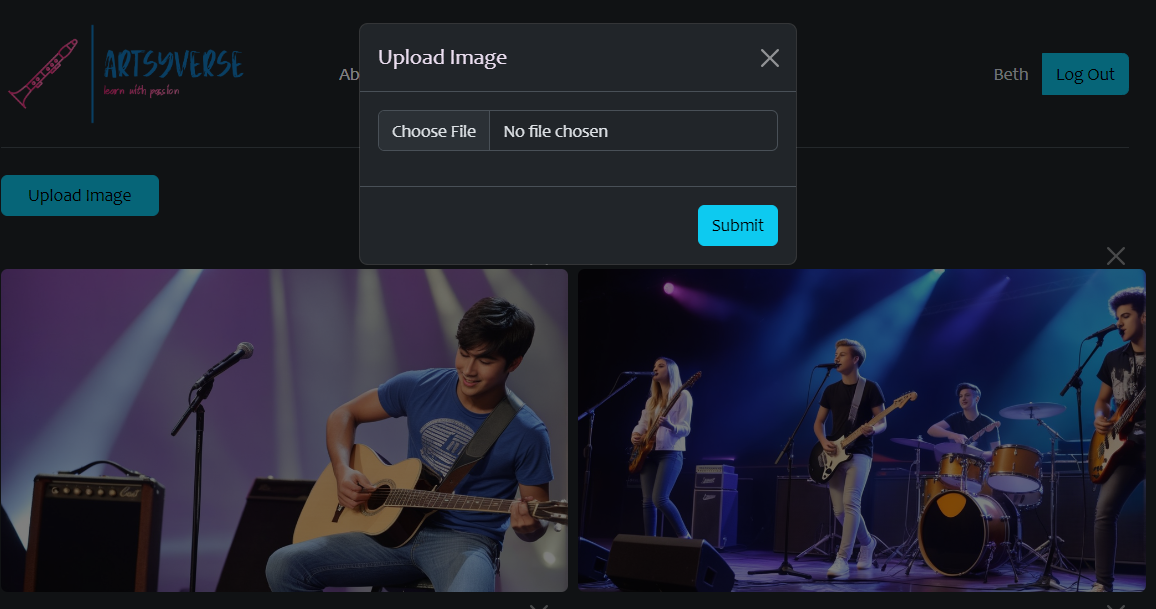 ARTSYVERSE
learn with passion
Ab
Beth
Log Out
Upload Image
Choose File
No file chosen
Submit
Upload Image